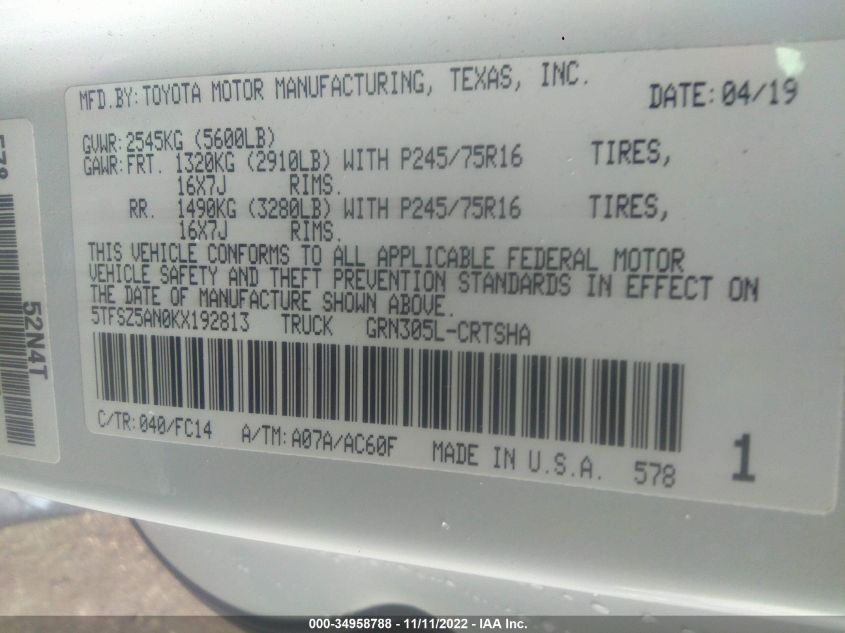 MFD.BY:TOYOTA MOTOR MANUFACTURING, TEXAS, INC. DATE:04/19
GVWR:2545KG (5600LB)
GAWR:FRT. 1320KG (2910LB) WITH P245/75R16 TIRES,
16X7J RIMS.
RR. 1490KG (3280LB) WITH P245/75R16 TIRES,
16X7J RIMS.
THIS VEHICLE CONFORMS TO ALL APPLICABLE FEDERAL MOTOR
VEHICLE SAFETY AND THEFT PREVENTION STANDARDS IN EFFECT ON
THE DATE OF MANUFACTURE SHOWN ABOVE.
5TFSZ5AN0KX192813 TRUCK GRN305L-CRTSHA
C/TR:040/FC14 A/TM:A07A/AC60F MADE IN U.S.A. 578 1
578
52N4T
000-34958788 - 11/11/2022 - IAA Inc.